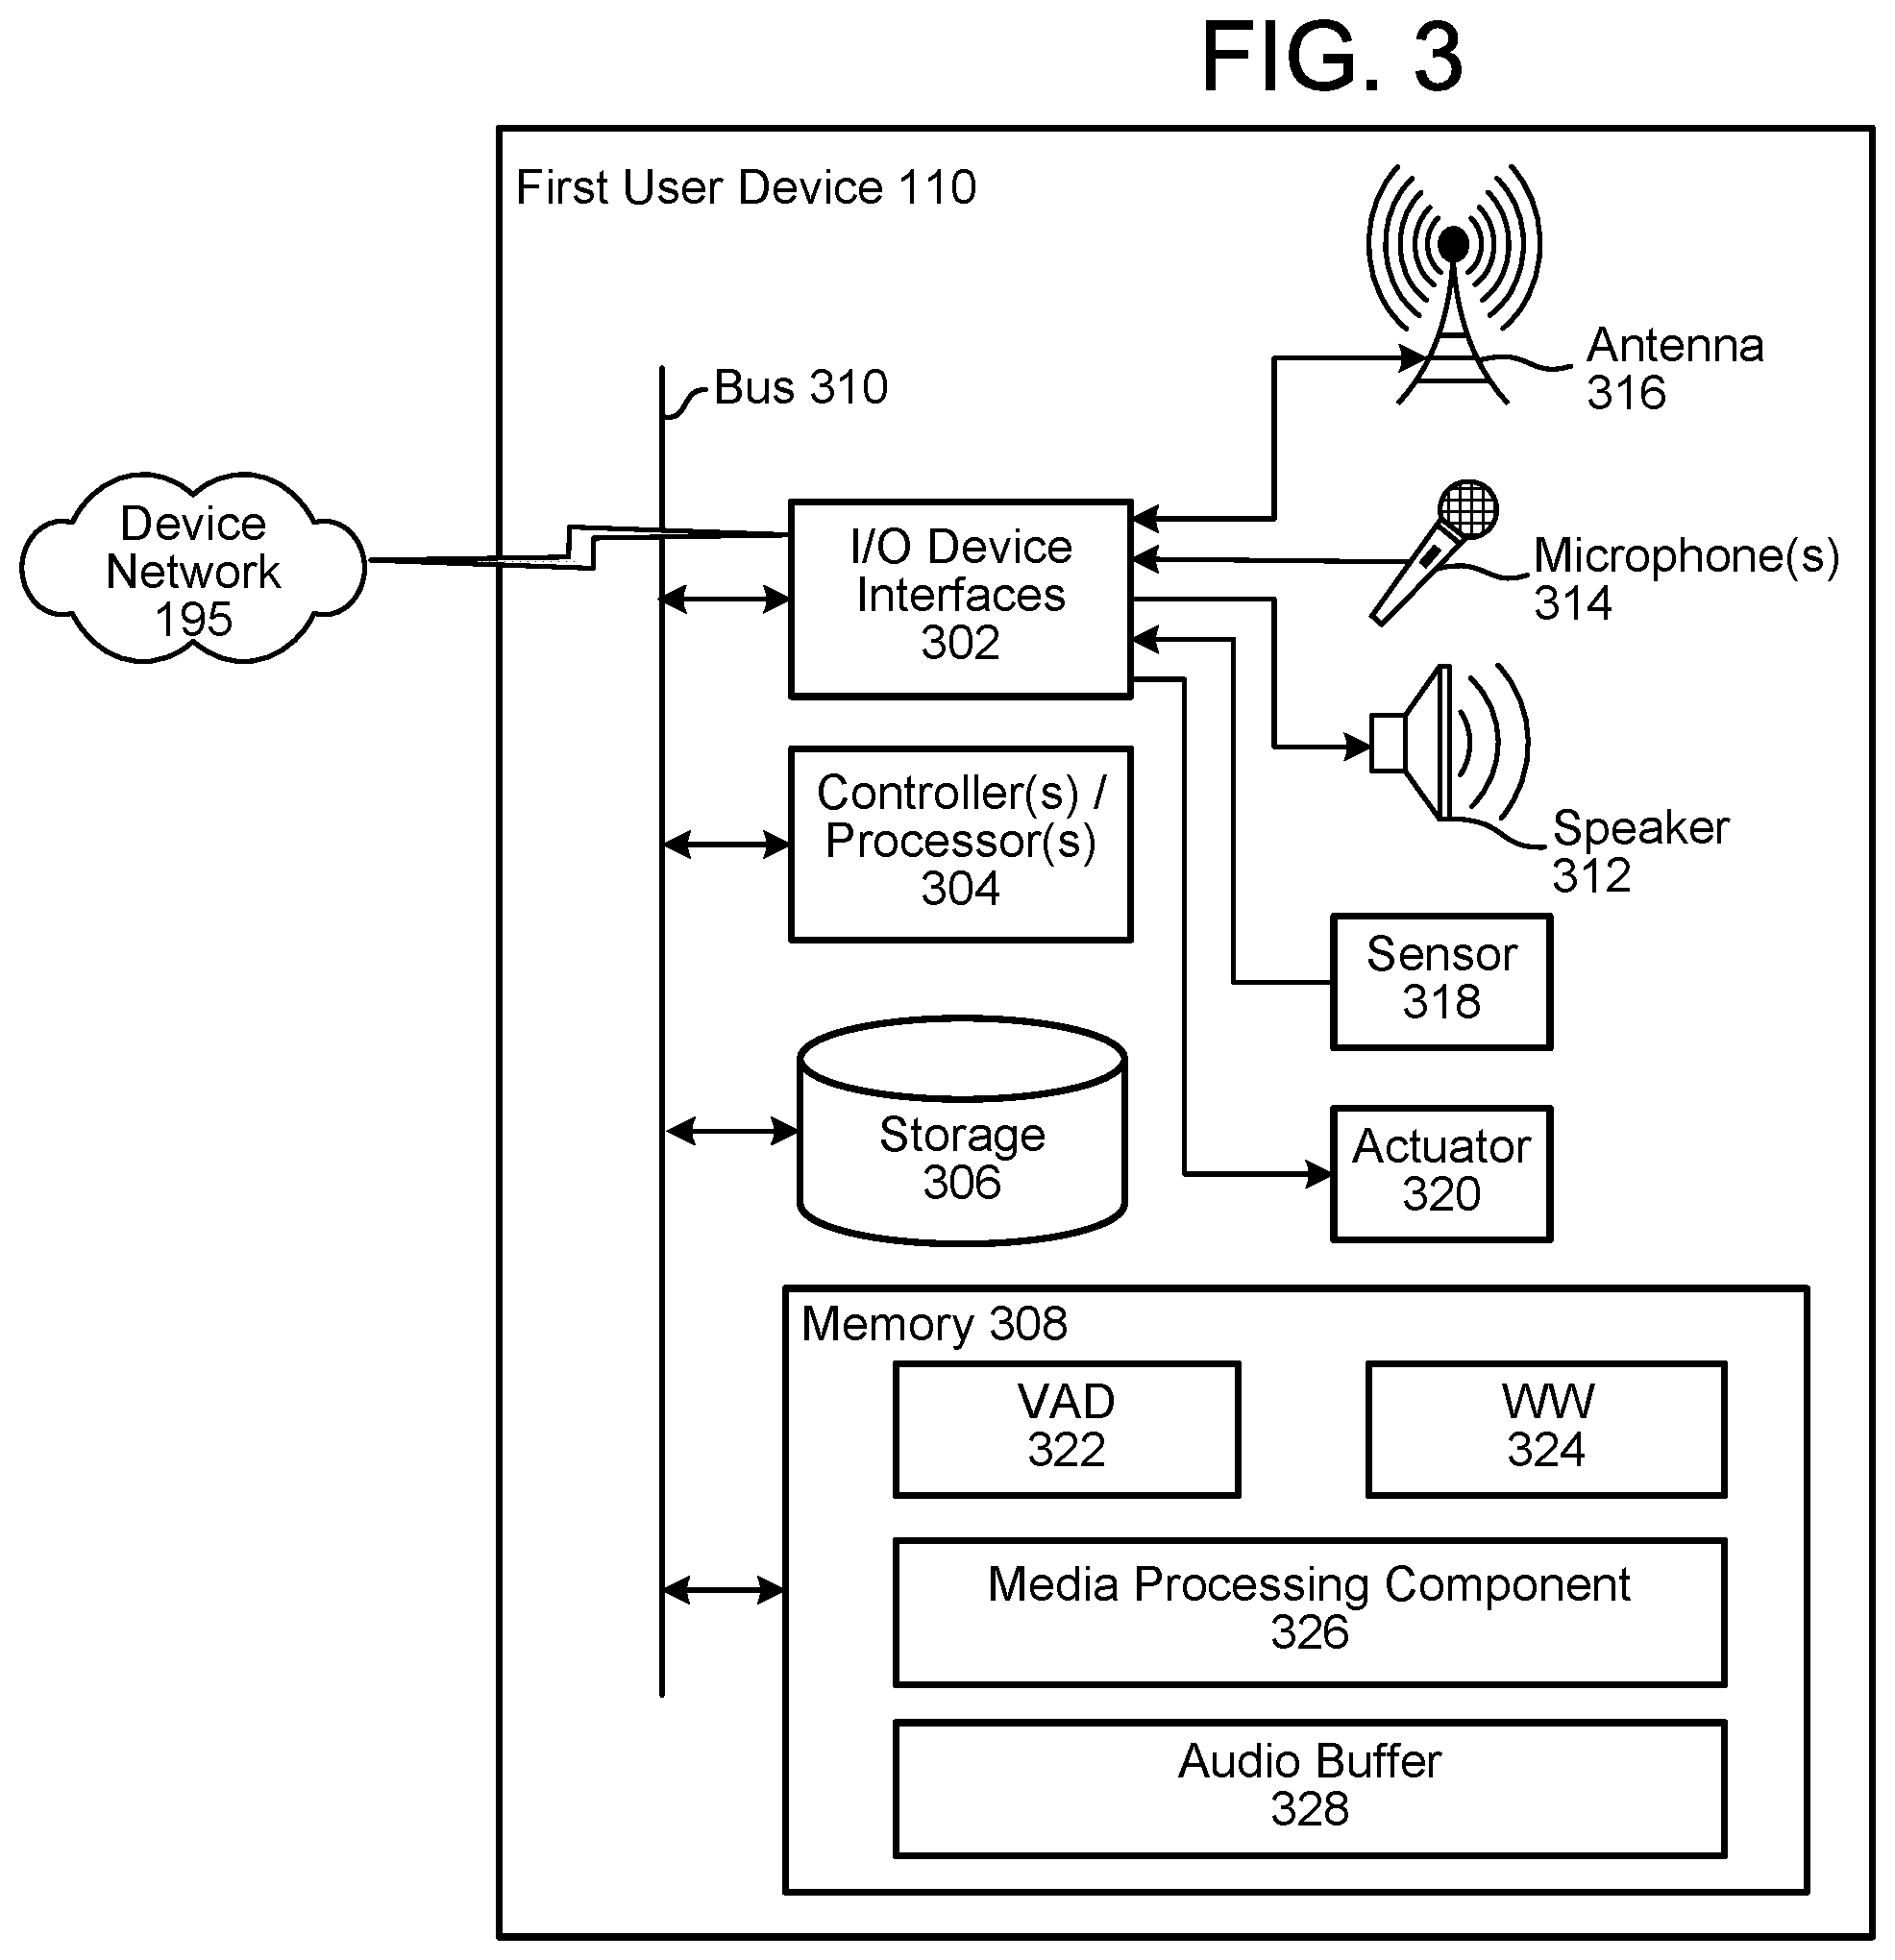 FIG. 3
First User Device 110
Antenna
316
Bus 310
Device
Network
195
I/O Device
Interfaces
302
Microphone(s)
314
Controller(s) /
Processor(s)
304
Speaker
312
Sensor
318
Storage
306
Actuator
320
Memory 308
VAD
322
WW
324
Media Processing Component
326
Audio Buffer
328